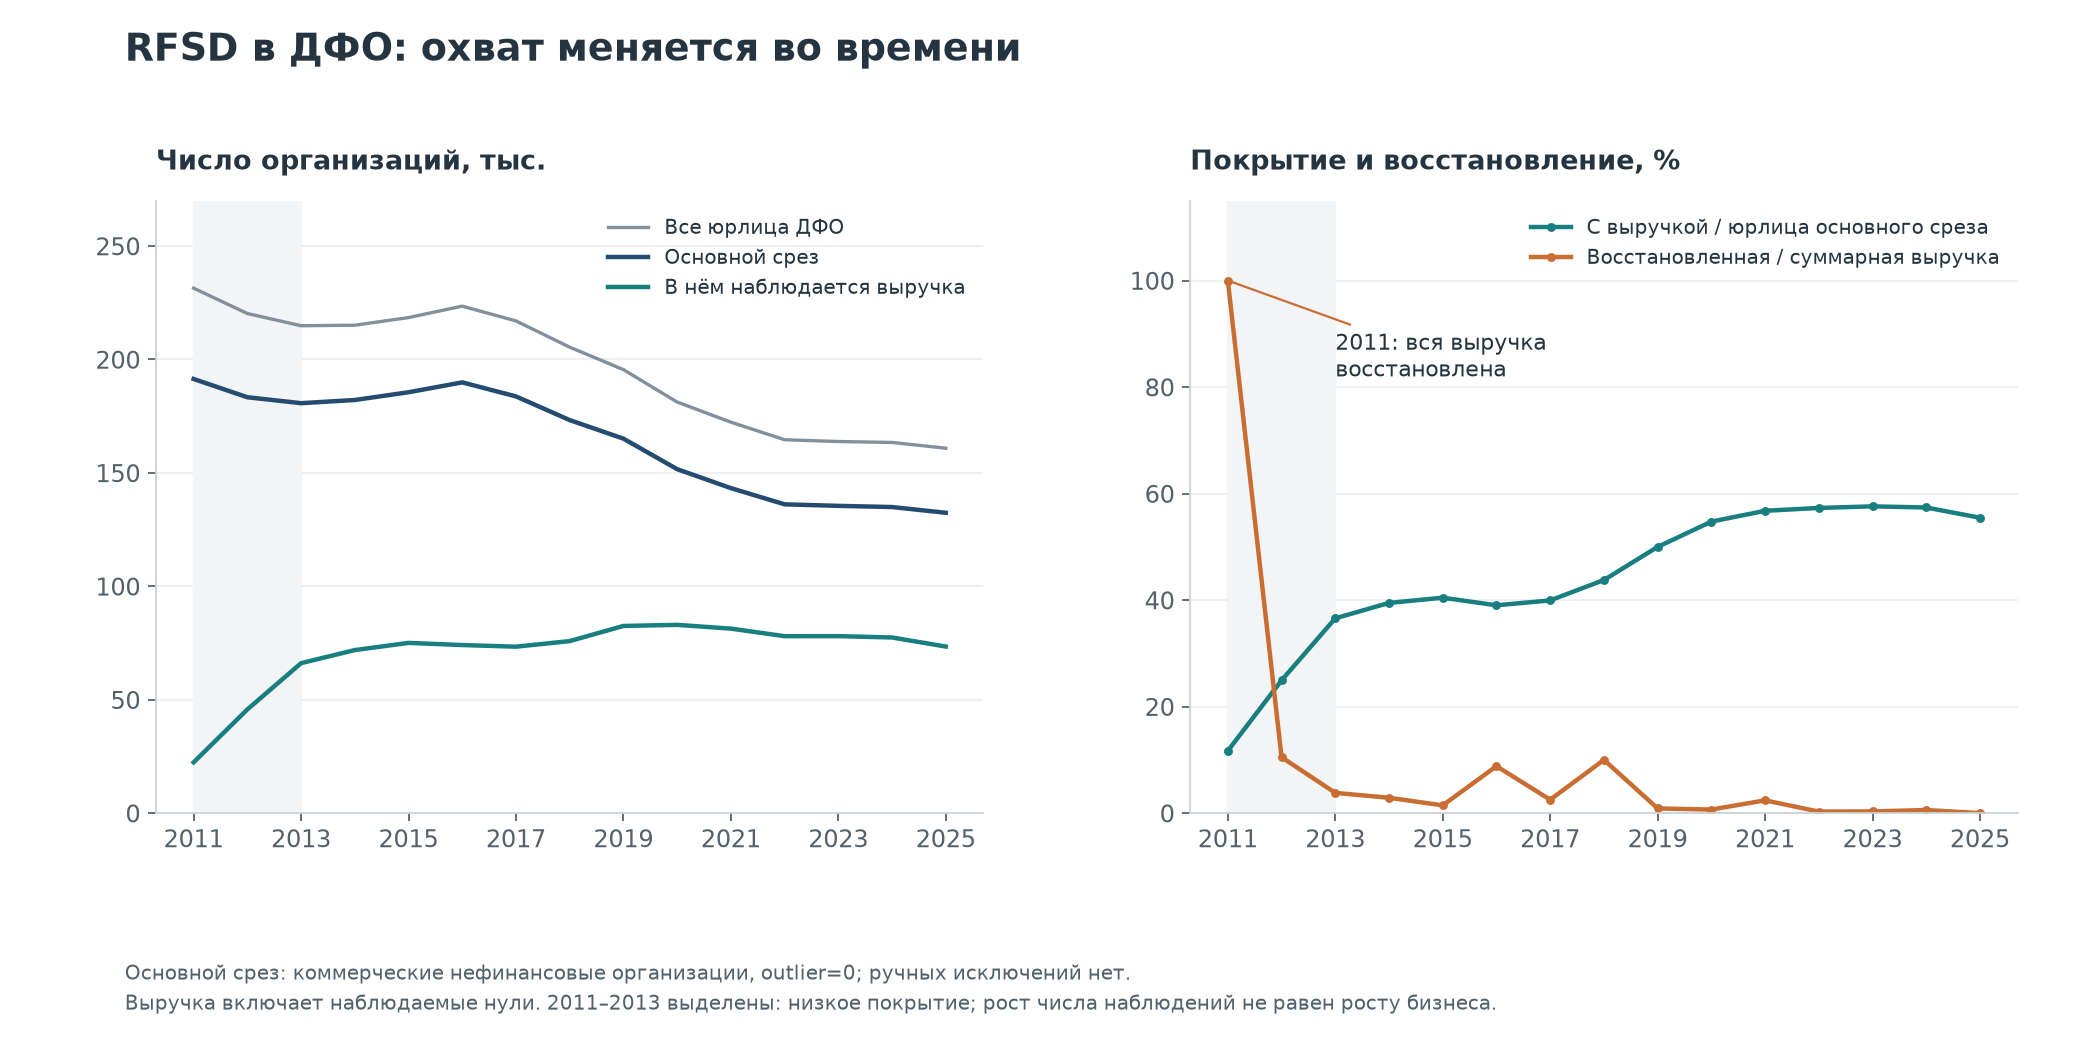 RFSD в ДФО: охват меняется во времени
Число организаций, тыс.
250
200
150
100
50
0
2011 2013 2015 2017 2019 2021 2023 2025
Все юрлица ДФО
Основной срез
В нём наблюдается выручка
Покрытие и восстановление, %
100
80
60
40
20
0
2011 2013 2015 2017 2019 2021 2023 2025
С выручкой / юрлица основного среза
Восстановленная / суммарная выручка
2011: вся выручка
восстановлена
Основной срез: коммерческие нефинансовые организации, outlier=0; ручных исключений нет.
Выручка включает наблюдаемые нули. 2011–2013 выделены: низкое покрытие; рост числа наблюдений не равен росту бизнеса.